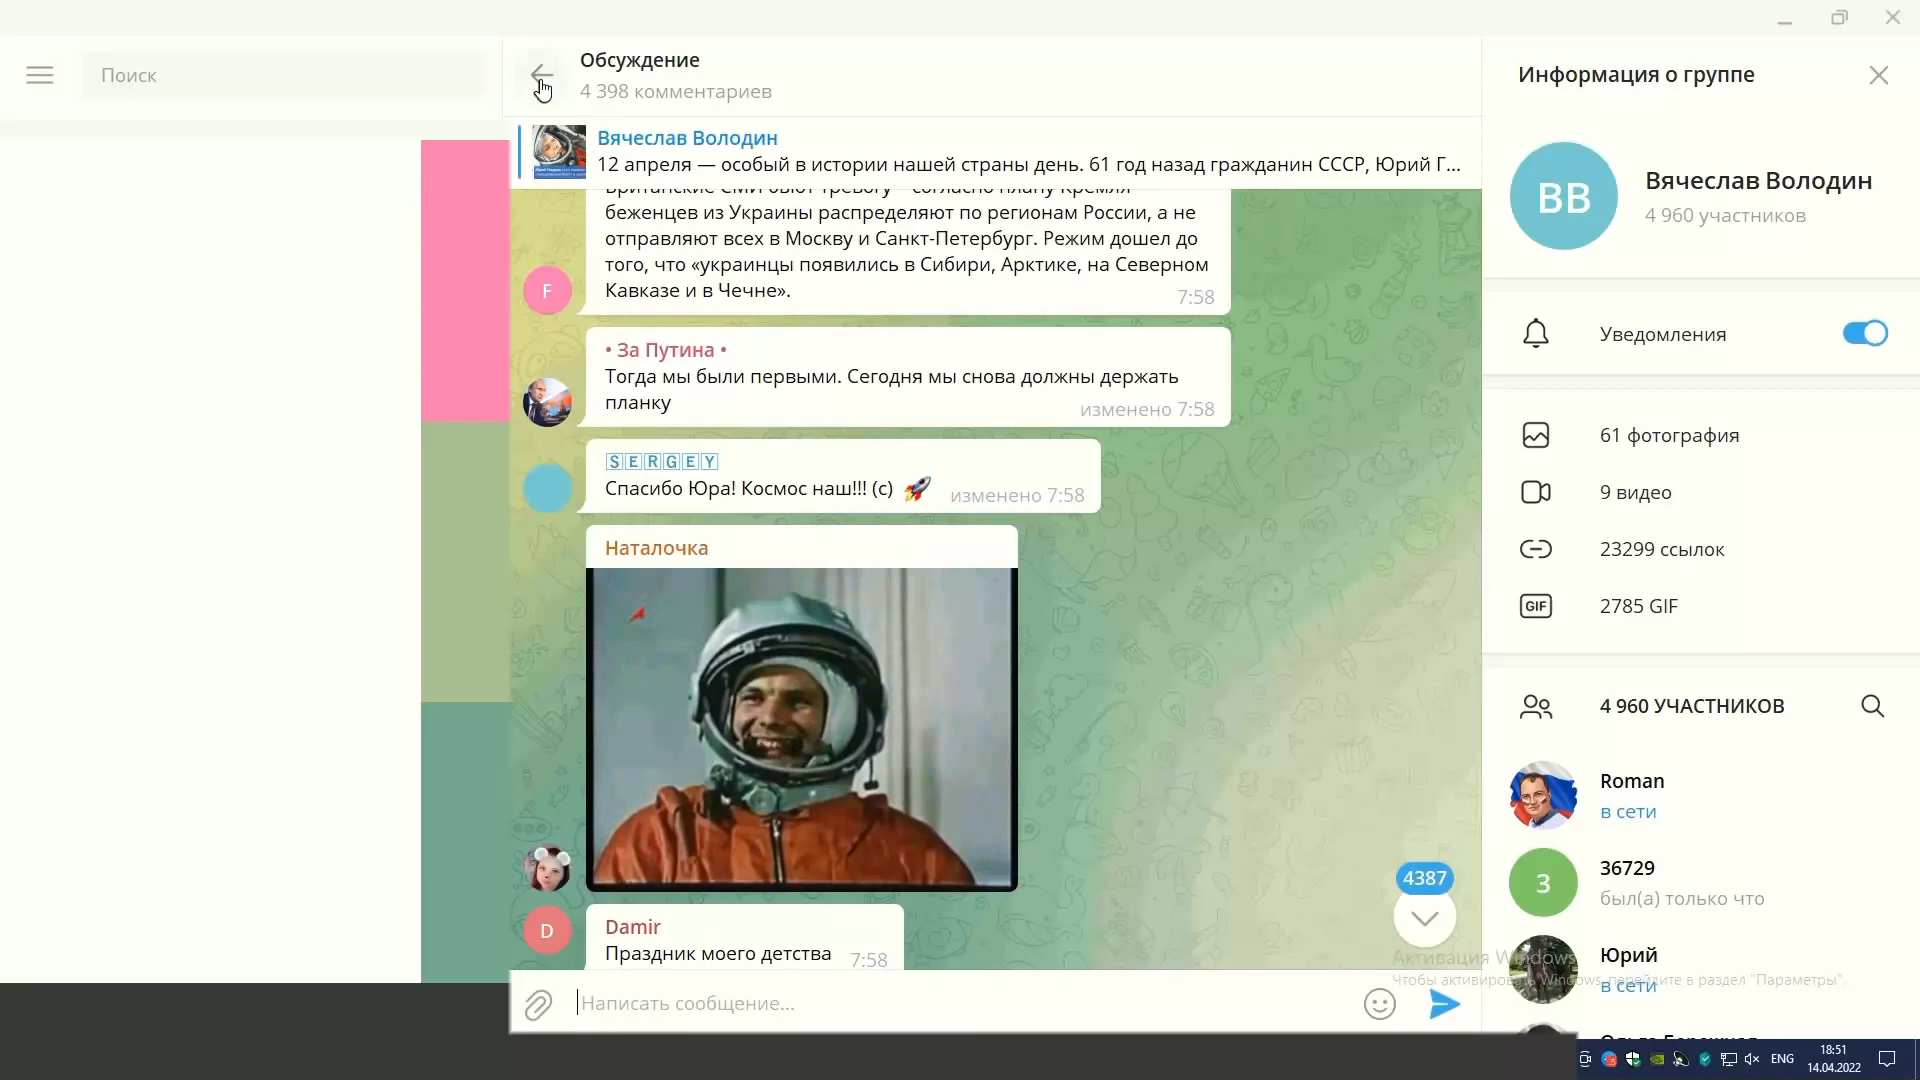 Поиск
Обсуждение
4 398 комментариев
Вячеслав Володин
12 апреля — особый в истории нашей страны день. 61 год назад гражданин СССР, Юрий Г...
Британские СМИ бьют тревогу – согласно плану Кремля
беженцев из Украины распределяют по регионам России, а не
отправляют всех в Москву и Санкт-Петербург. Режим дошел до
того, что «украинцы появились в Сибири, Арктике, на Северном
Кавказе и в Чечне».
7:58
F
• За Путина •
Тогда мы были первыми. Сегодня мы снова должны держать
планку
изменено 7:58
SERGEY
Спасибо Юра! Космос наш!!! (с) 🚀
изменено 7:58
Наталочка
D
Damir
Праздник моего детства
7:58
4387
Написать сообщение...
Информация о группе
ВВ
Вячеслав Володин
4 960 участников
Уведомления
61 фотография
9 видео
23299 ссылок
GIF
2785 GIF
4 960 УЧАСТНИКОВ
Roman
в сети
3
36729
был(а) только что
Юрий
в сети
Активация Windows
Чтобы активировать Windows, перейдите в раздел "Параметры".
ENG
18:51
14.04.2022